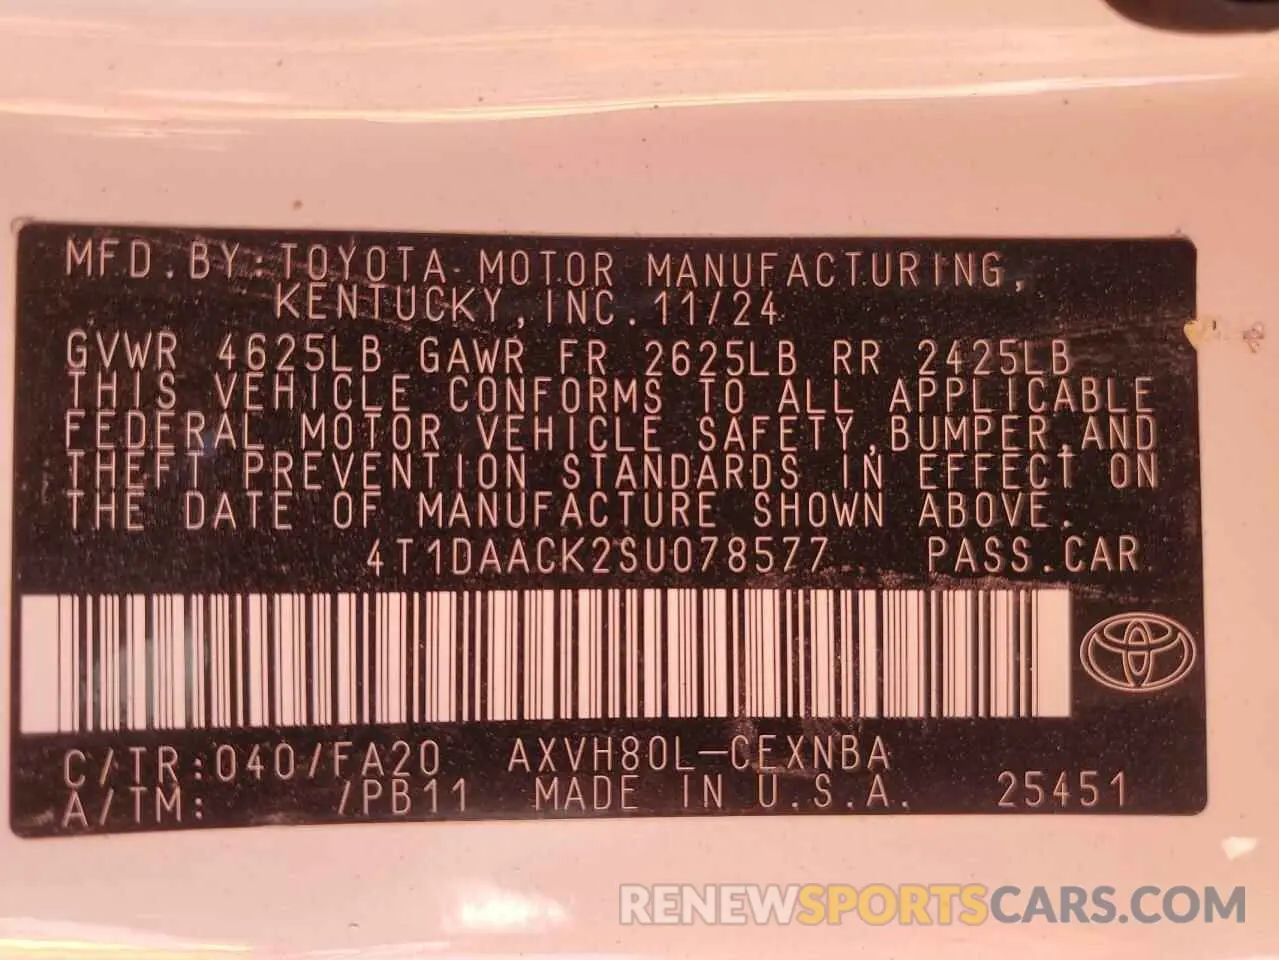 MFD.BY:TOYOTA MOTOR MANUFACTURING,
KENTUCKY,INC. 11/24
GVWR 4625LB GAWR FR 2625LB RR 2425LB
THIS VEHICLE CONFORMS TO ALL APPLICABLE
FEDERAL MOTOR VEHICLE SAFETY,BUMPER,AND
THEFT PREVENTION STANDARDS IN EFFECT ON
THE DATE OF MANUFACTURE SHOWN ABOVE.
4T1DAACK2SU078577 PASS.CAR
C/TR:040/FA20 AXVH80L-CEXNBA
A/TM: /PB11 MADE IN U.S.A. 25451
RENEWSPORTSCARS.COM